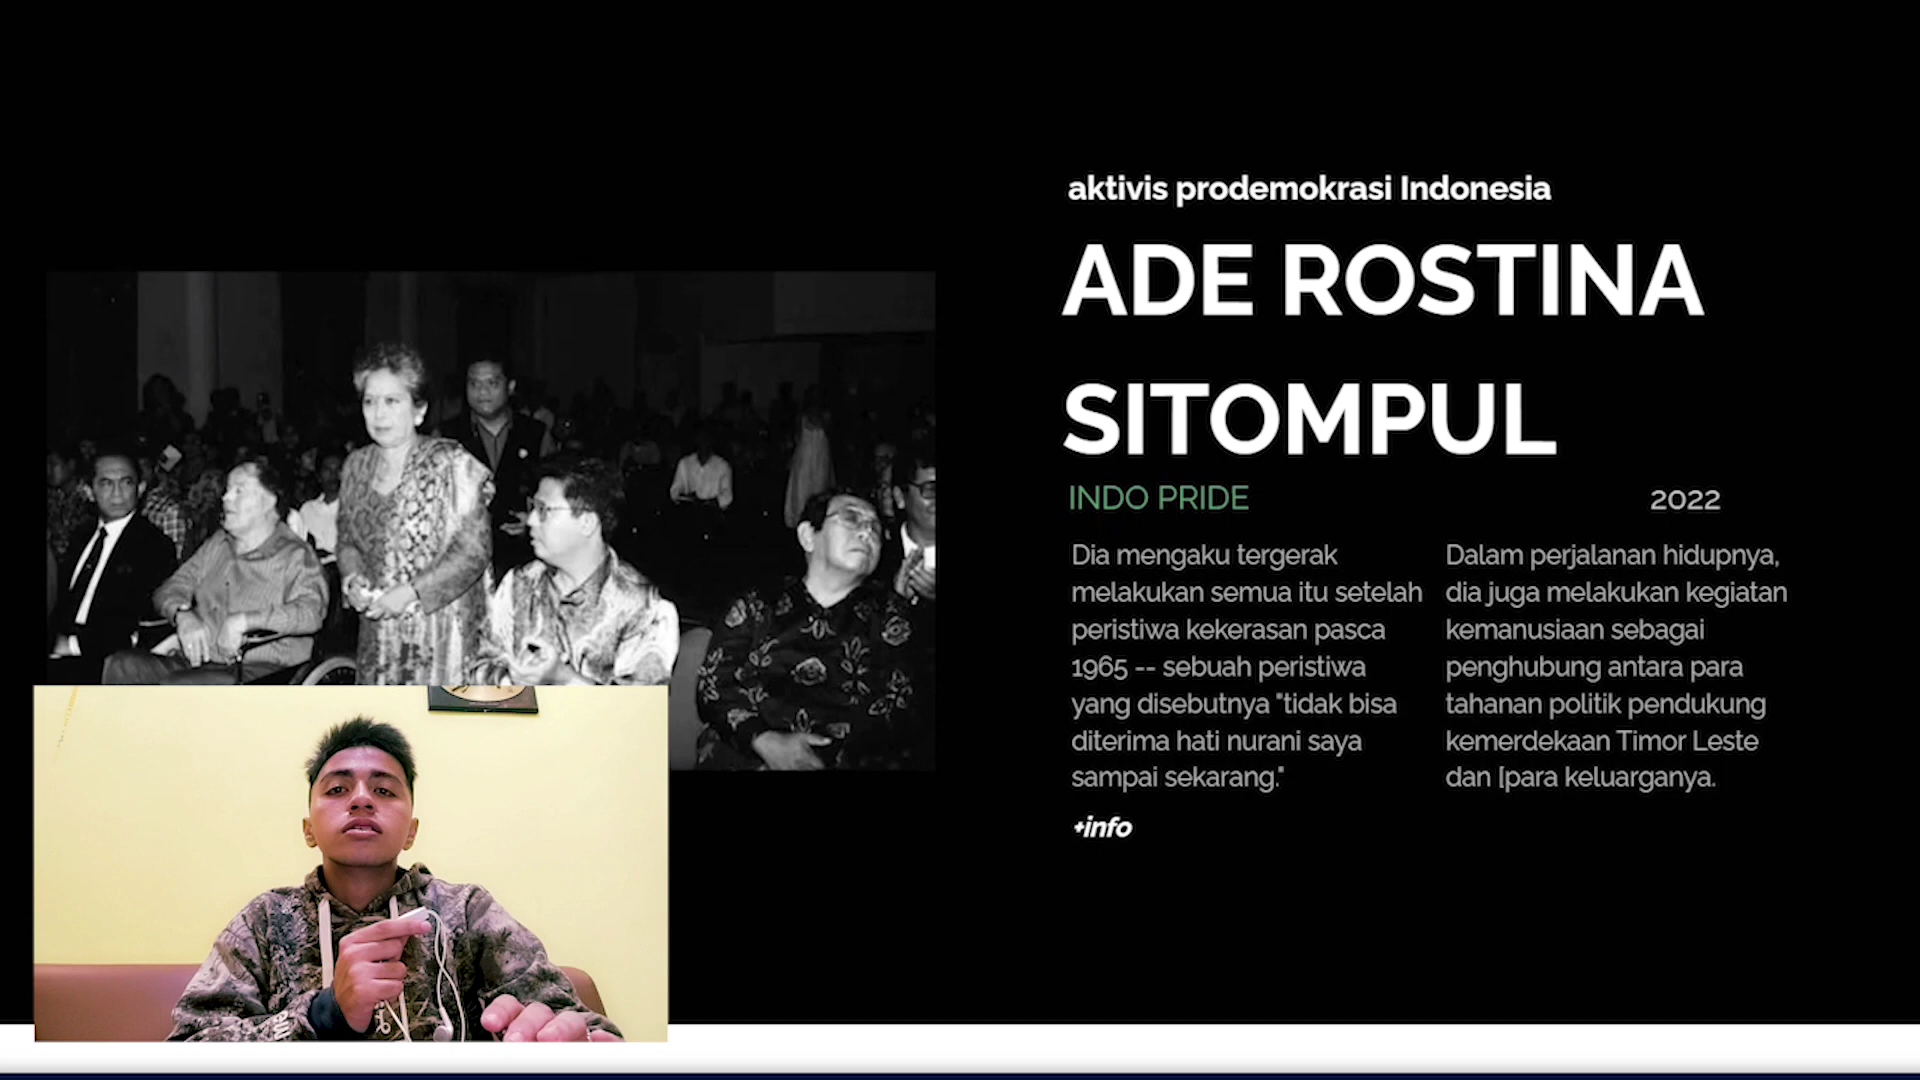 aktivis prodemokrasi Indonesia
ADE ROSTINA
SITOMPUL
INDO PRIDE
2022
Dia mengaku tergerak
melakukan semua itu setelah
peristiwa kekerasan pasca
1965 -- sebuah peristiwa
yang disebutnya "tidak bisa
diterima hati nurani saya
sampai sekarang."
Dalam perjalanan hidupnya,
dia juga melakukan kegiatan
kemanusiaan sebagai
penghubung antara para
tahanan politik pendukung
kemerdekaan Timor Leste
dan [para keluarganya.
+info